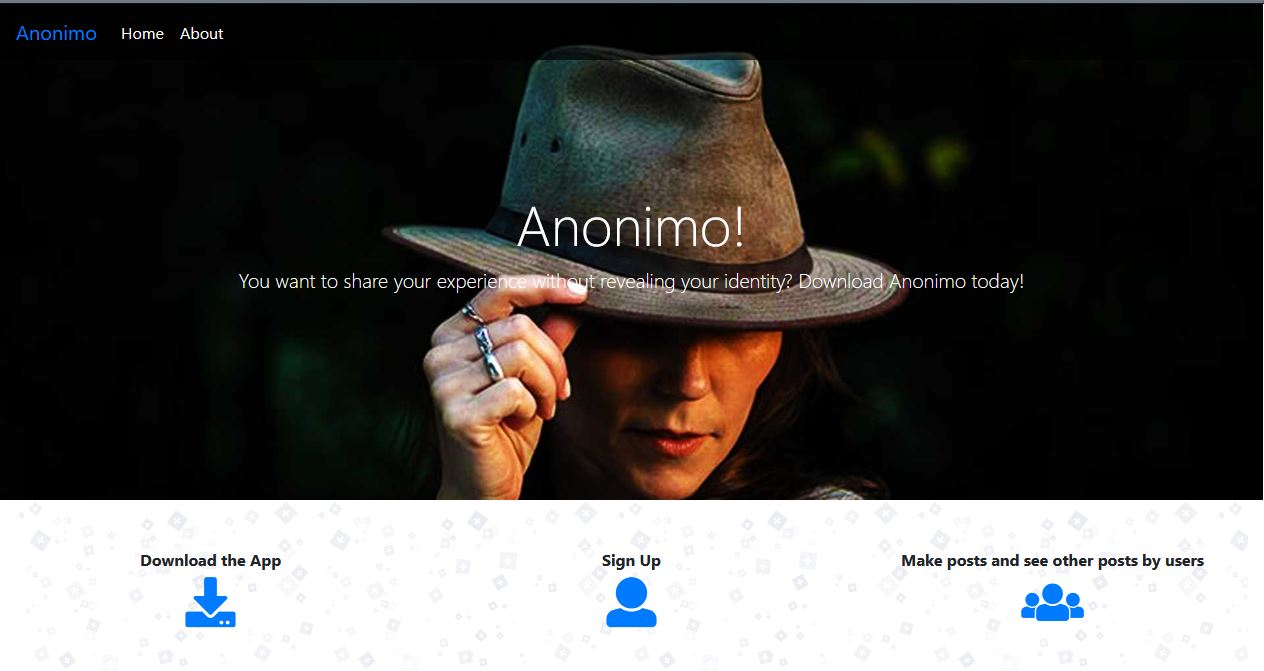 Anonimo Home About
Anonimo!
You want to share your experience without revealing your identity? Download Anonimo today!
Download the App
Sign Up
Make posts and see other posts by users